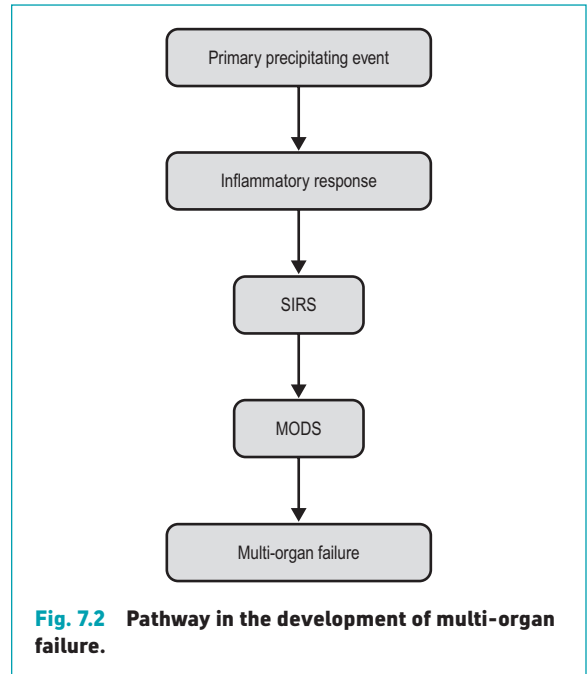 Primary precipitating event
Inflammatory response
SIRS
MODS
Multi-organ failure
Fig. 7.2 Pathway in the development of multi-organ
failure.